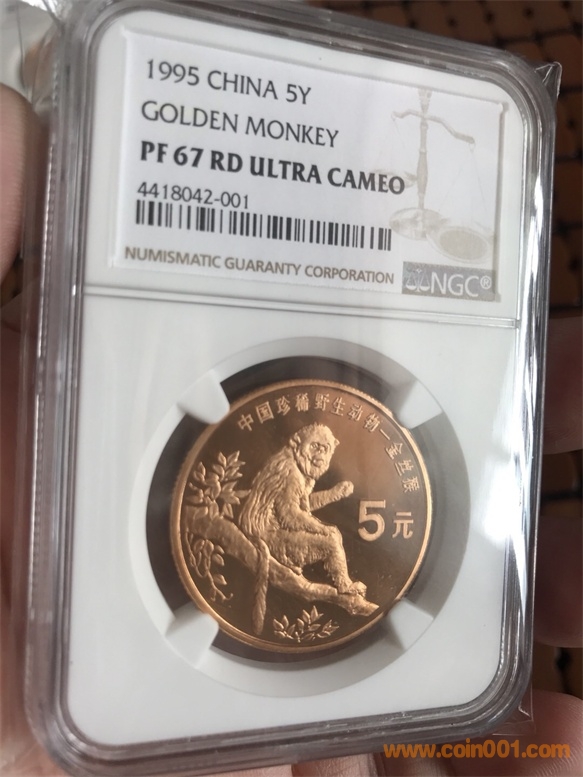 1995 CHINA 5Y
GOLDEN MONKEY
PF 67 RD ULTRA CAMEO
4418042-001
NUMISMATIC GUARANTY CORPORATION
NGC®
中国珍稀野生动物—金丝猴
5元
www.coin001.com